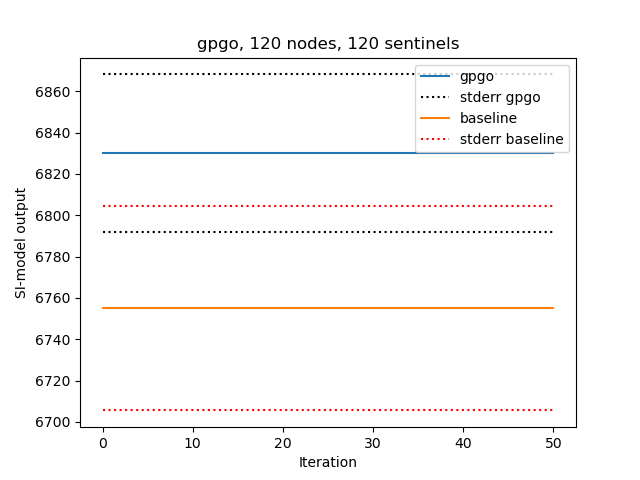 gpgo, 120 nodes, 120 sentinels
gpgo
stderr gpgo
baseline
stderr baseline
SI-model output
6860
6840
6820
6800
6780
6760
6740
6720
6700
0 10 20 30 40 50
Iteration